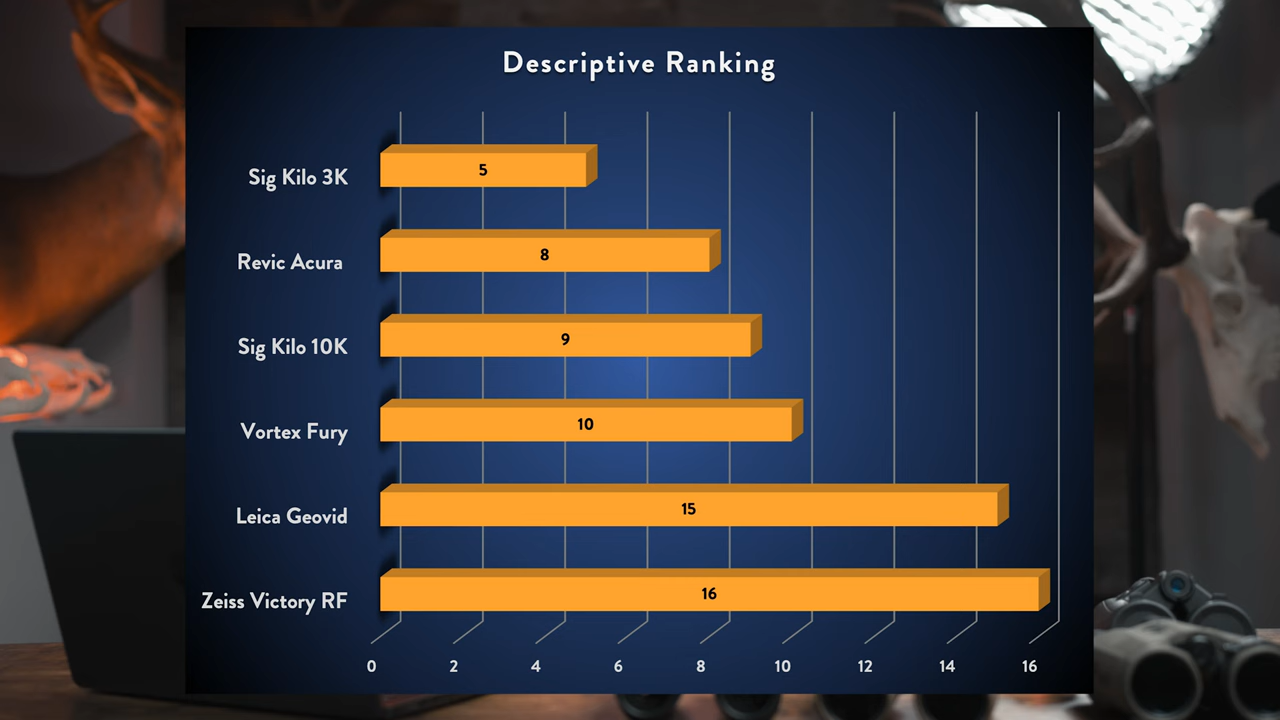 Descriptive Ranking
Sig Kilo 3K 5
Revic Acura 8
Sig Kilo 10K 9
Vortex Fury 10
Leica Geovid 15
Zeiss Victory RF 16
0 2 4 6 8 10 12 14 16